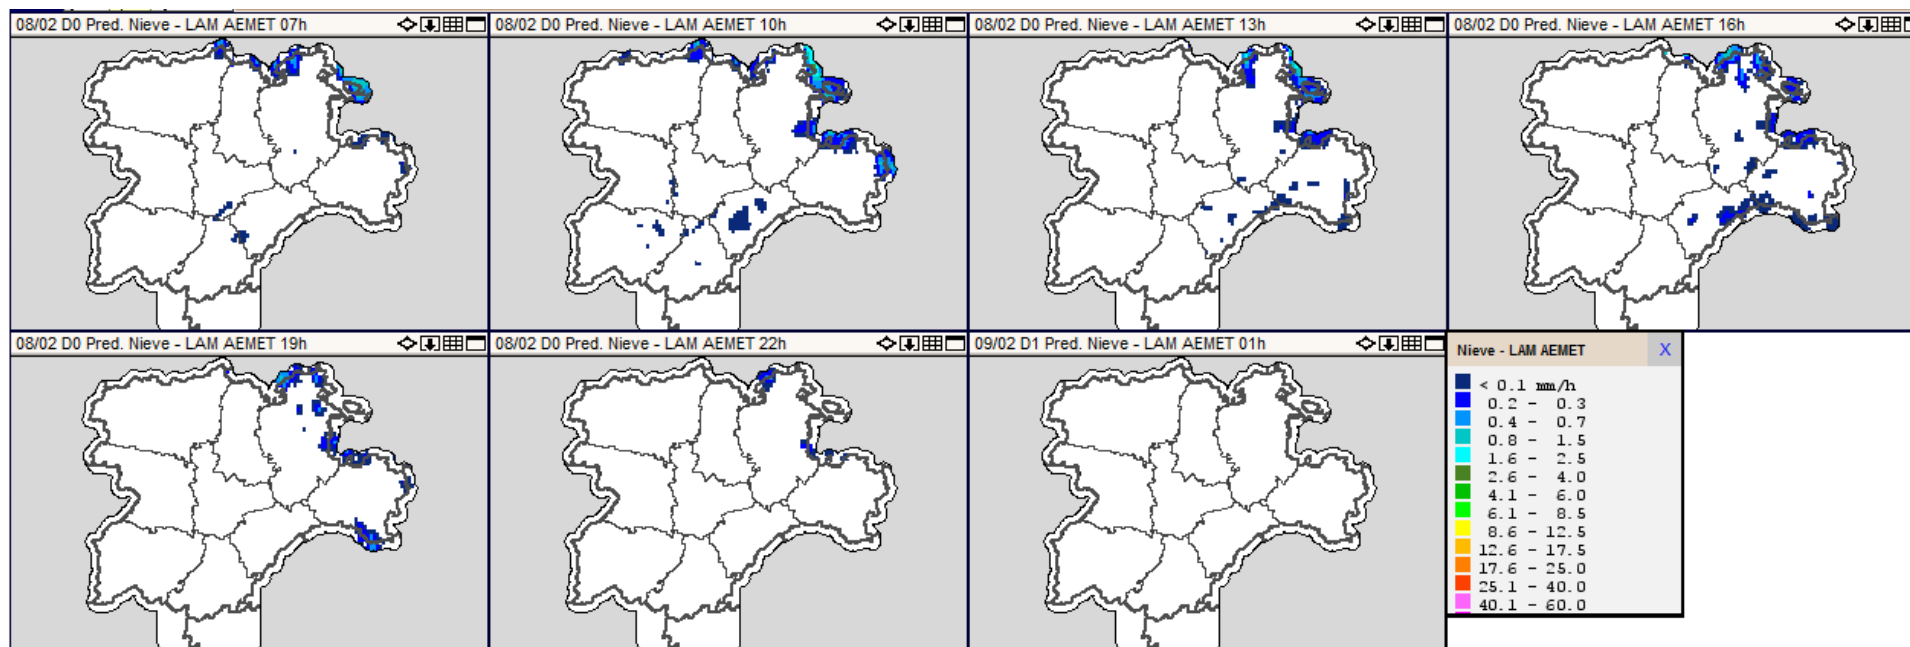 08/02 D0 Pred. Nieve - LAM AEMET 07h
08/02 D0 Pred. Nieve - LAM AEMET 10h
08/02 D0 Pred. Nieve - LAM AEMET 13h
08/02 D0 Pred. Nieve - LAM AEMET 16h
08/02 D0 Pred. Nieve - LAM AEMET 19h
08/02 D0 Pred. Nieve - LAM AEMET 22h
09/02 D1 Pred. Nieve - LAM AEMET 01h
Nieve - LAM AEMET X
< 0.1 mm/h
0.2 - 0.3
0.4 - 0.7
0.8 - 1.5
1.6 - 2.5
2.6 - 4.0
4.1 - 6.0
6.1 - 8.5
8.6 - 12.5
12.6 - 17.5
17.6 - 25.0
25.1 - 40.0
40.1 - 60.0